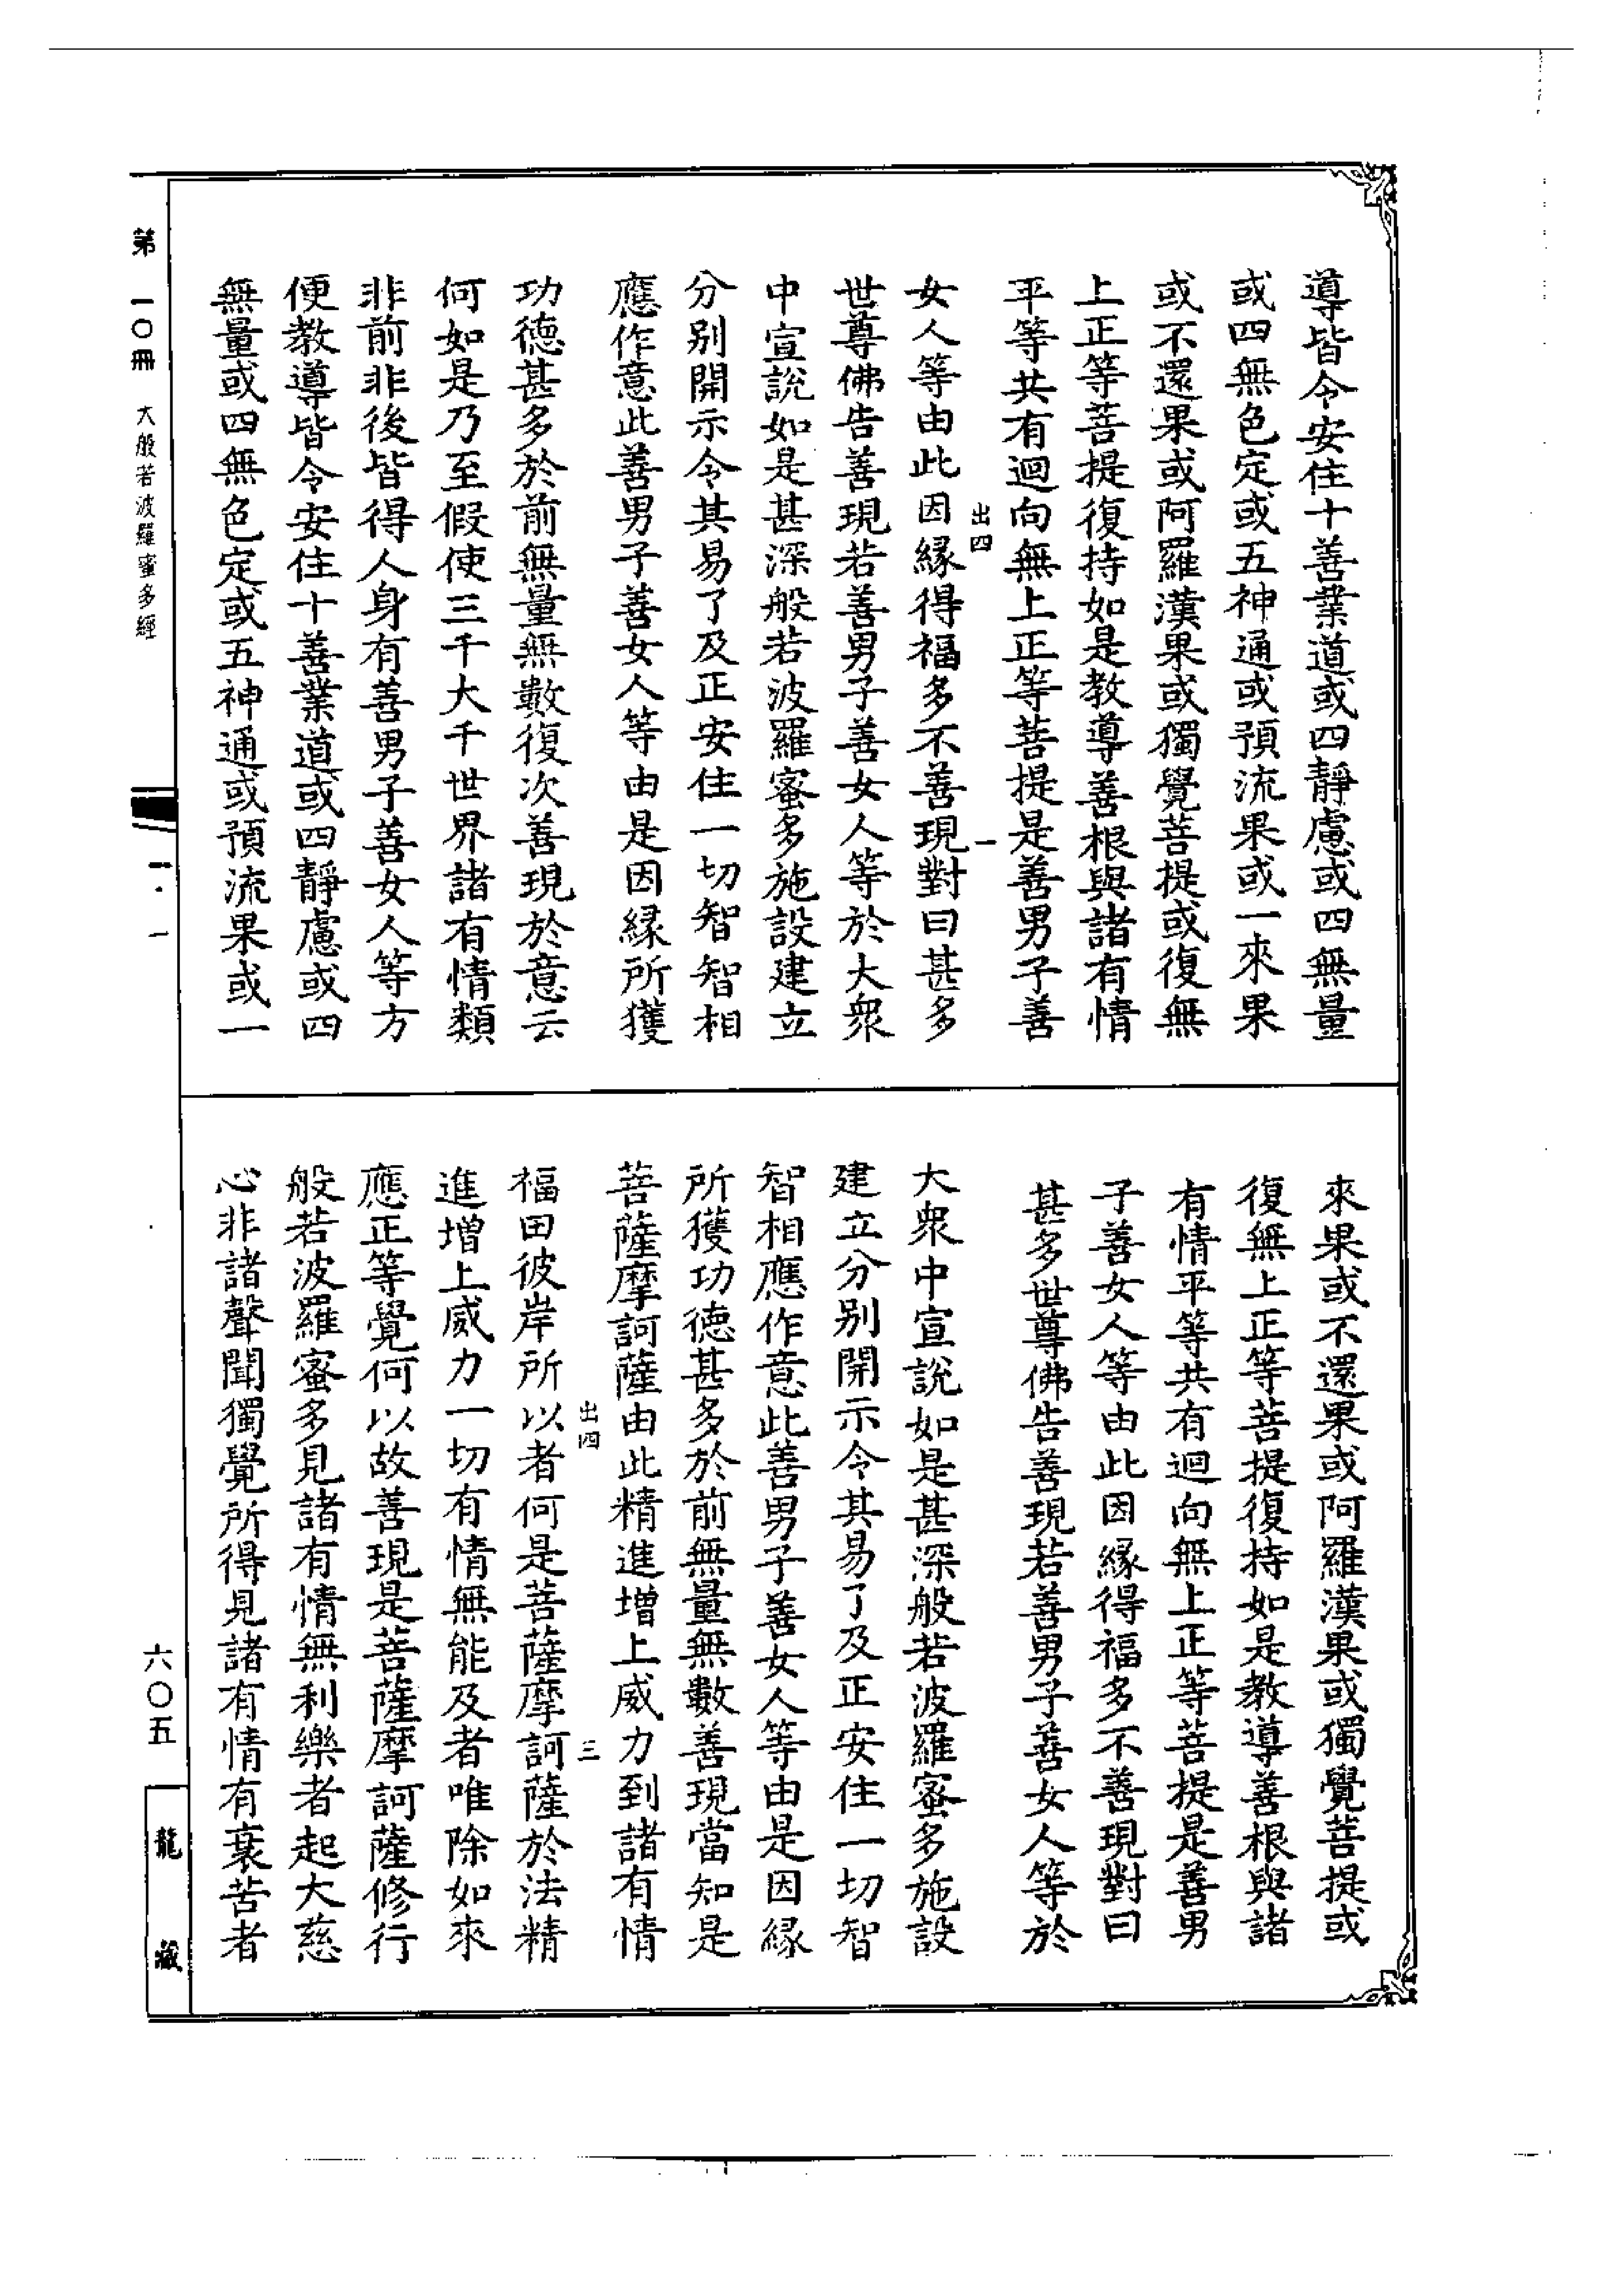 導皆令安住十善業道或四靜慮或四無量
或四無色定或五神通或預流果或一來果
或不還果或阿羅漢果或獨覺菩提或復無
上正等菩提復持如是教導善根與諸有情
平等共有迴向無上正等菩提是善男子善
出四 一
女人等由此因緣得福多不善現對曰甚多
世尊佛告善現若善男子善女人等於大眾
中宣說如是甚深般若波羅蜜多施設建立
分別開示令其易了及正安住一切智智相
應作意此善男子善女人等由是因緣所獲
功德甚多於前無量無數復次善現於意云
何如是乃至假使三千大千世界諸有情類
非前非後皆得人身有善男子善女人等方
便教導皆令安住十善業道或四靜慮或四
無量或四無色定或五神通或預流果或一
來果或不還果或阿羅漢果或獨覺菩提或
復無上正等菩提復持如是教導善根與諸
有情平等共有迴向無上正等菩提是善男
子善女人等由此因緣得福多不善現對曰
甚多世尊佛告善現若善男子善女人等於
大眾中宣說如是甚深般若波羅蜜多施設
建立分別開示令其易了及正安住一切智
智相應作意此善男子善女人等由是因緣
所獲功德甚多於前無量無數善現當知是
菩薩摩訶薩由此精進增上威力到諸有情
出四 三
福田彼岸所以者何是菩薩摩訶薩於法精
進增上威力一切有情無能及者唯除如來
應正等覺何以故善現是菩薩摩訶薩修行
般若波羅蜜多見諸有情無利樂者起大慈
心非諸聲聞獨覺所得見諸有情有衰苦者
第一〇冊 大般若波羅蜜多經
一·一
六〇五
龍藏